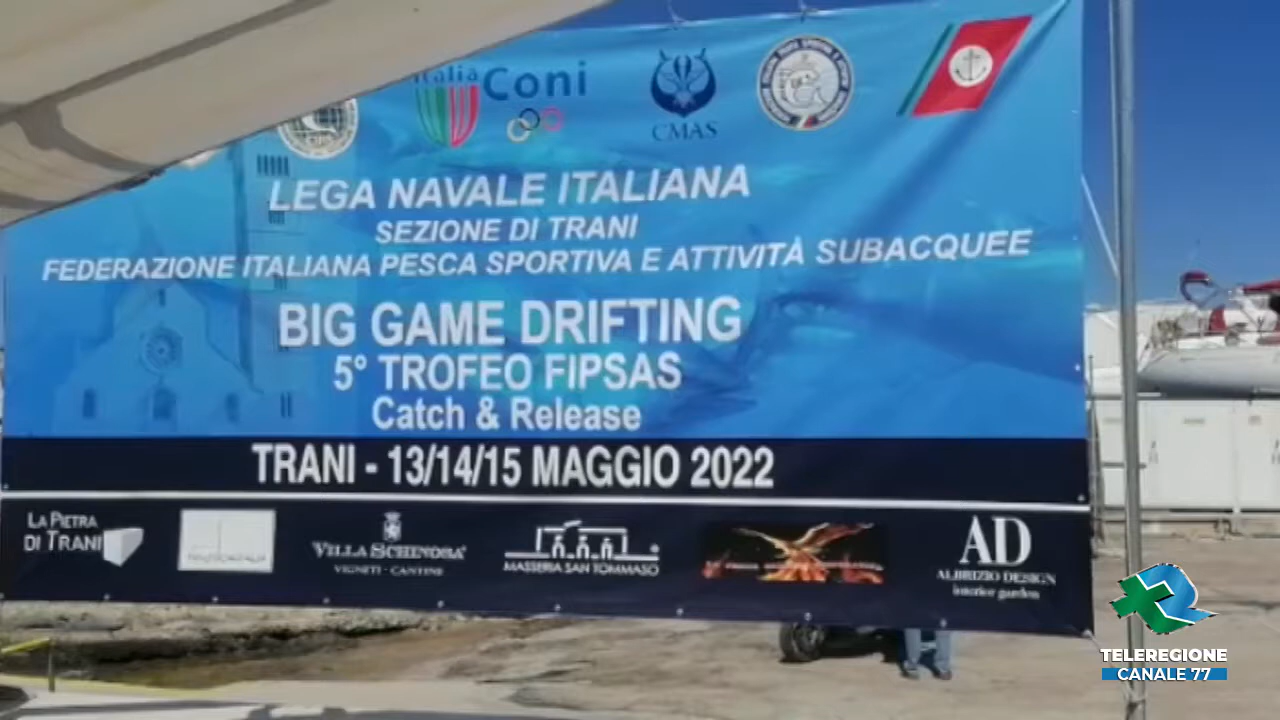 Italia Coni
CMAS
LEGA NAVALE ITALIANA
SEZIONE DI TRANI
FEDERAZIONE ITALIANA PESCA SPORTIVA E ATTIVITÀ SUBACQUEE
BIG GAME DRIFTING
5° TROFEO FIPSAS
Catch & Release
TRANI - 13/14/15 MAGGIO 2022
LA PIETRA
DI TRANI
VILLA SCHINOSA
VIGNETI - CANTINE
MASSERIA SAN TOMMASO
AD
ALBRIZIO DESIGN
interior garden
TELEREGIONE
CANALE 77